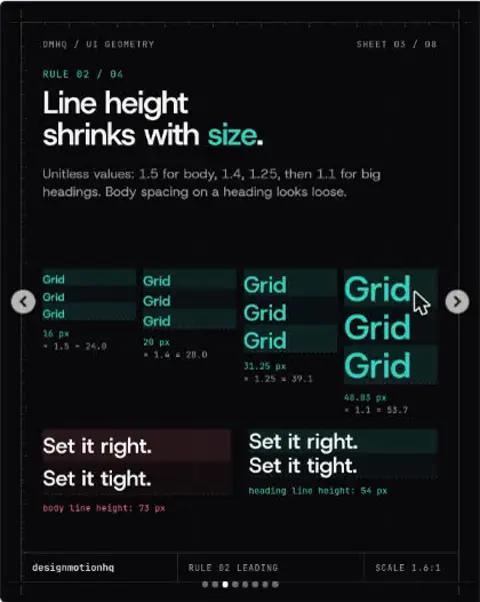 DMHQ / UI GEOMETRY
SHEET 03 / 08
RULE 02 / 04
Line height
shrinks with size.
Unitless values: 1.5 for body, 1.4, 1.25, then 1.1 for big
headings. Body spacing on a heading looks loose.
Grid
Grid
Grid
16 px
× 1.5 = 24.0
Grid
Grid
Grid
20 px
× 1.4 = 28.0
Grid
Grid
Grid
31.25 px
× 1.25 = 39.1
Grid
Grid
Grid
48.83 px
× 1.1 = 53.7
Set it right.
Set it tight.
body line height: 73 px
Set it right.
Set it tight.
heading line height: 54 px
designmotionhq
RULE 02 LEADING
SCALE 1.6:1